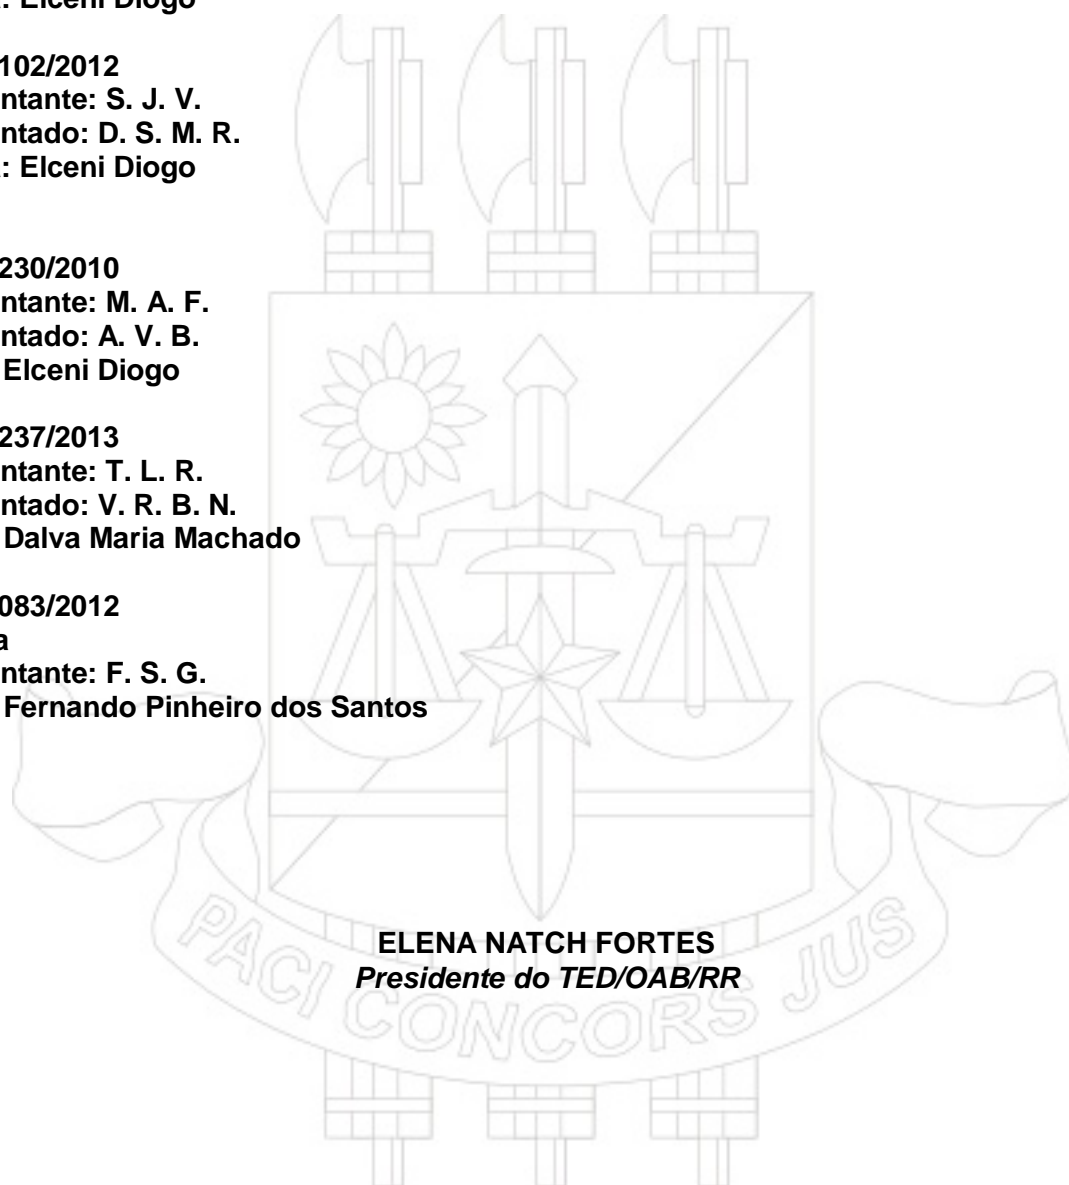 : Elceni Diogo
102/2012
ntante: S. J. V.
ntado: D. S. M. R.
: Elceni Diogo
230/2010
ntante: M. A. F.
ntado: A. V. B.
Elceni Diogo
237/2013
ntante: T. L. R.
ntado: V. R. B. N.
Dalva Maria Machado
083/2012
a
ntante: F. S. G.
Fernando Pinheiro dos Santos
ELENA NATCH FORTES
Presidente do TED/OAB/RR
PACI CONCORS JUS